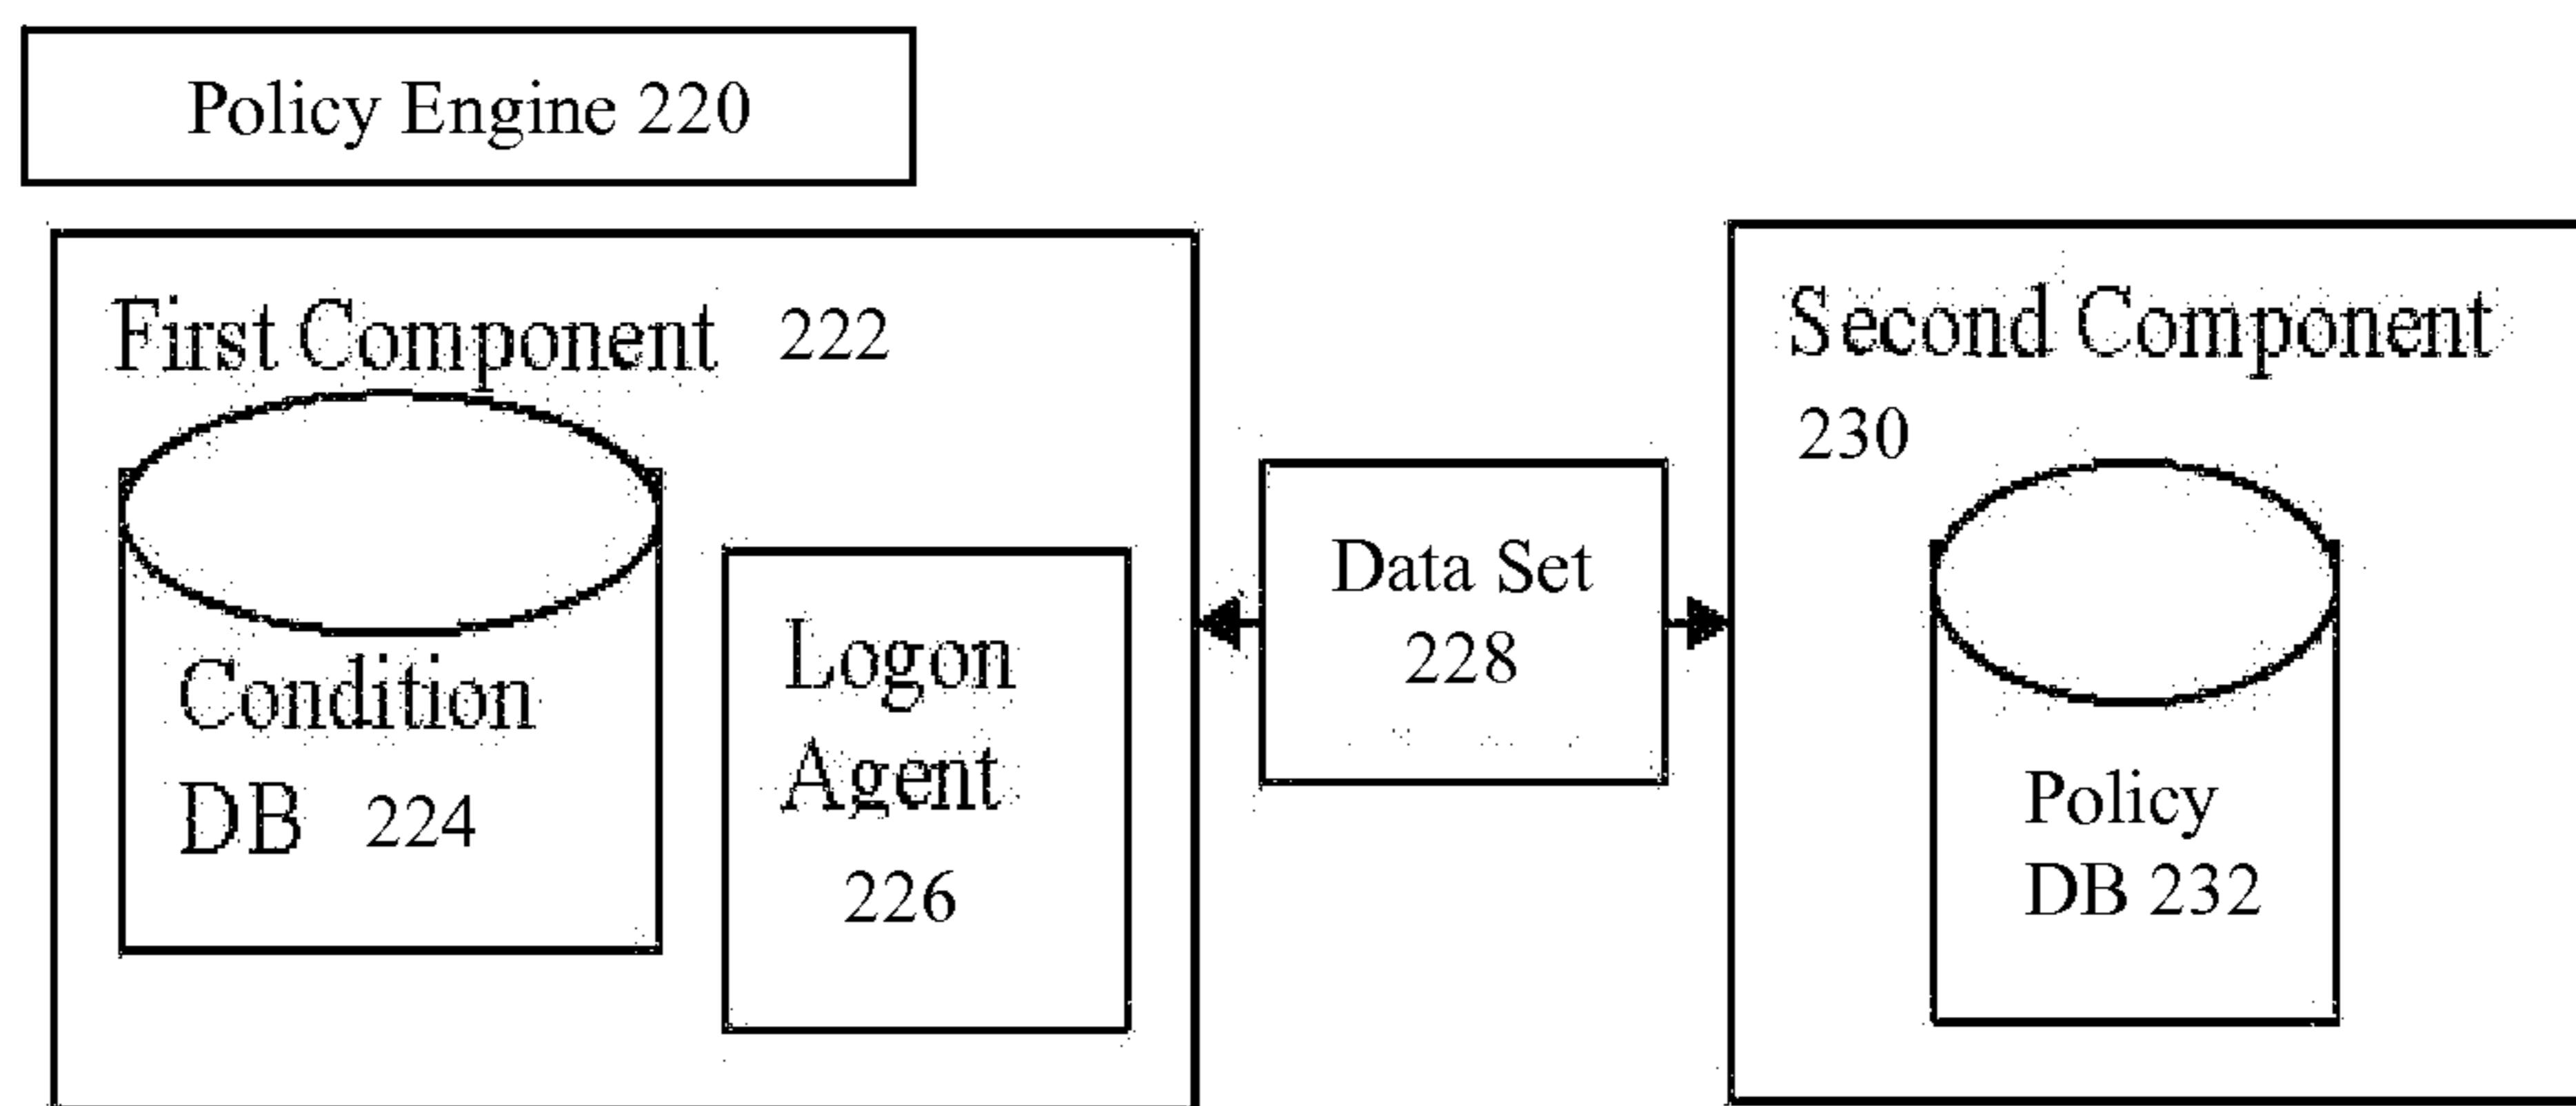 Policy Engine 220
First Component 222
Condition
DB 224
Logon
Agent
226
Data Set
228
Second Component
230
Policy
DB 232